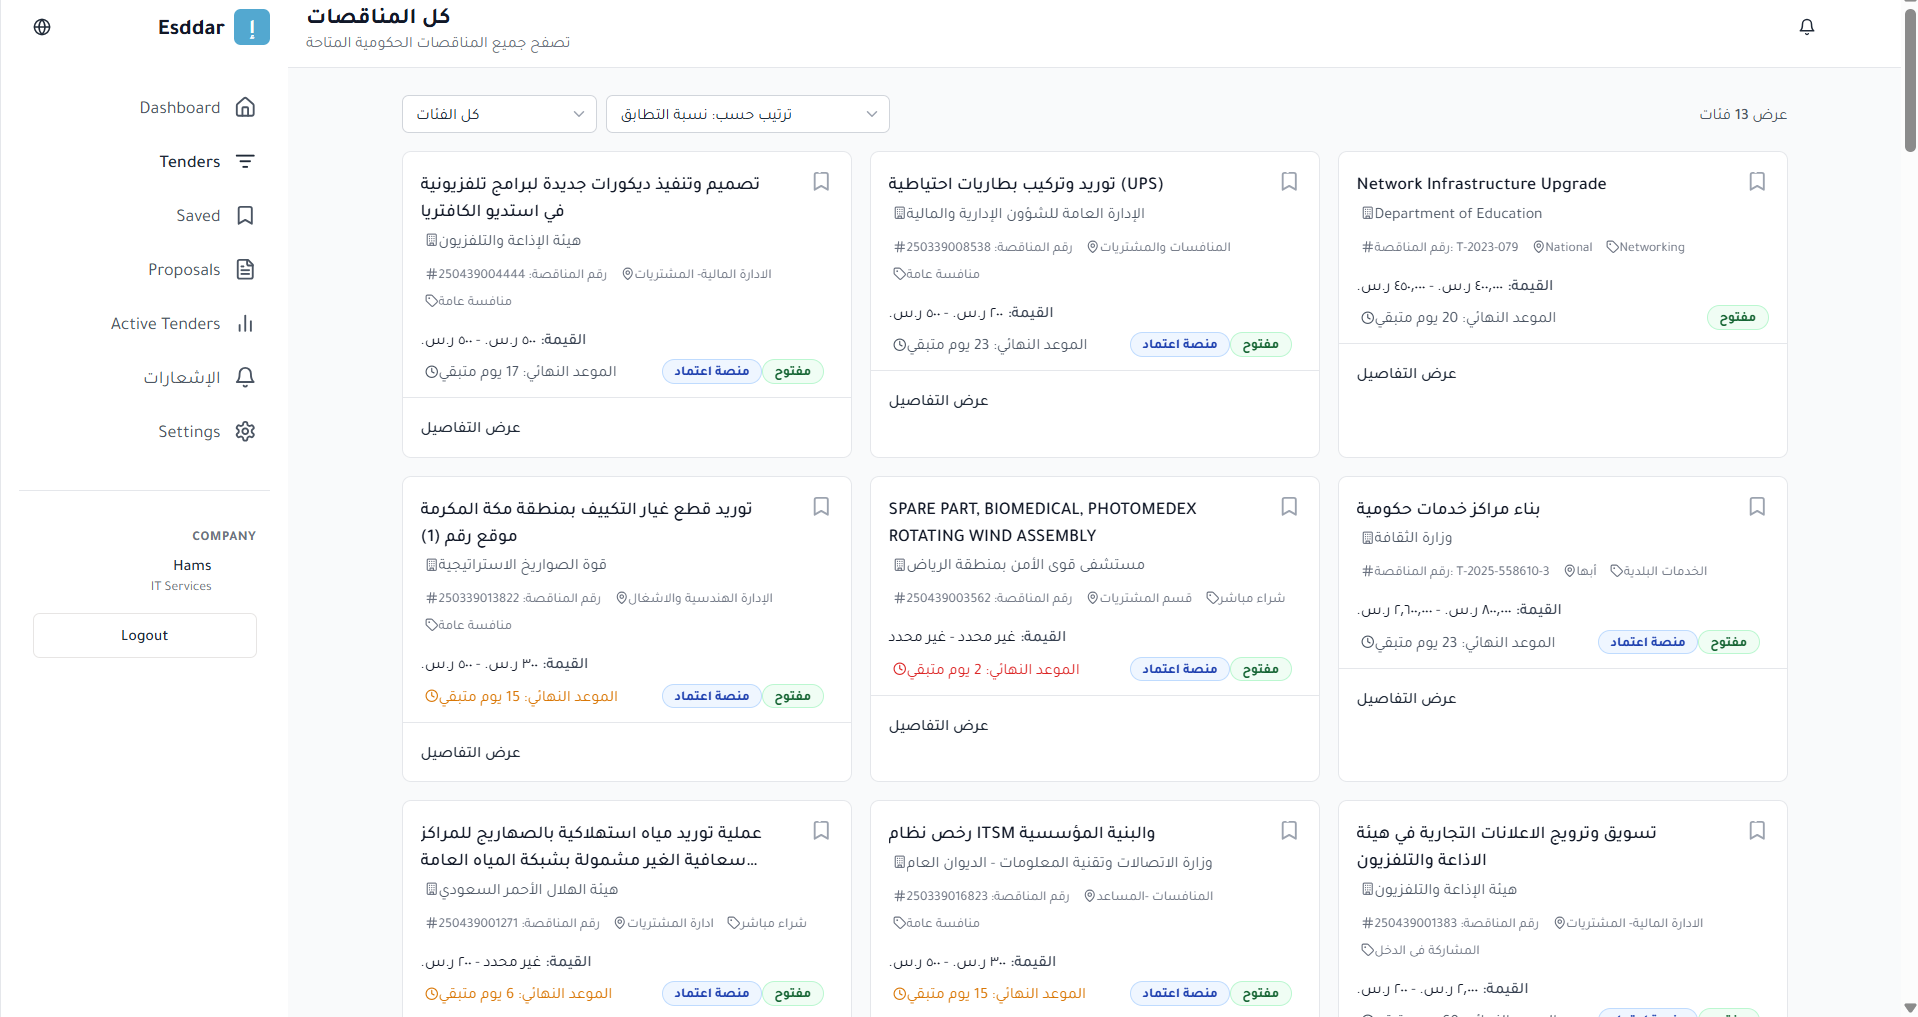 Esddar
إ
Dashboard
Tenders
Saved
Proposals
Active Tenders
الإشعارات
Settings
COMPANY
Hams
IT Services
Logout
كل المناقصات
تصفح جميع المناقصات الحكومية المتاحة
كل الفئات
ترتيب حسب: نسبة التطابق
عرض 13 فئات
تصميم وتنفيذ ديكورات جديدة لبرامج تلفزيونية
في استديو الكافتريا
هيئة الإذاعة والتلفزيون
#رقم المناقصة: 250439004444 الادارة المالية- المشتريات
منافسة عامة
القيمة: ٥٠٠ ر.س. - ٥٠٠ ر.س.
الموعد النهائي: 17 يوم متبقي منصة اعتماد مفتوح
عرض التفاصيل
توريد وتركيب بطاريات احتياطية (UPS)
الإدارة العامة للشؤون الإدارية والمالية
#رقم المناقصة: 250339008538 المنافسات والمشتريات
منافسة عامة
القيمة: ٢٠٠ ر.س. - ٥٠٠ ر.س.
الموعد النهائي: 23 يوم متبقي منصة اعتماد مفتوح
عرض التفاصيل
Network Infrastructure Upgrade
Department of Education
#رقم المناقصة: T-2023-079 National Networking
القيمة: ٤٠٠,٠٠٠ ر.س. - ٤٥٠,٠٠٠ ر.س.
الموعد النهائي: 20 يوم متبقي مفتوح
عرض التفاصيل
توريد قطع غيار التكييف بمنطقة مكة المكرمة
موقع رقم (1)
قوة الصواريخ الاستراتيجية
#رقم المناقصة: 250339013822 الإدارة الهندسية والاشغال
منافسة عامة
القيمة: ٣٠٠ ر.س. - ٥٠٠ ر.س.
الموعد النهائي: 15 يوم متبقي منصة اعتماد مفتوح
عرض التفاصيل
SPARE PART, BIOMEDICAL, PHOTOMEDEX
ROTATING WIND ASSEMBLY
مستشفى قوى الأمن بمنطقة الرياض
#رقم المناقصة: 250439003562 قسم المشتريات شراء مباشر
القيمة: غير محدد - غير محدد
الموعد النهائي: 2 يوم متبقي منصة اعتماد مفتوح
عرض التفاصيل
بناء مراكز خدمات حكومية
وزارة الثقافة
#رقم المناقصة: T-2025-558610-3 أبها الخدمات البلدية
القيمة: ٨٠٠,٠٠٠ ر.س. - ٢,٦٠٠,٠٠٠ ر.س.
الموعد النهائي: 23 يوم متبقي منصة اعتماد مفتوح
عرض التفاصيل
عملية توريد مياه استهلاكية بالصهاريج للمراكز
سعافية الغير مشمولة بشبكة المياه العامة...
هيئة الهلال الأحمر السعودي
#رقم المناقصة: 250439001271 ادارة المشتريات شراء مباشر
القيمة: غير محدد - ٢٠٠ ر.س.
الموعد النهائي: 6 يوم متبقي منصة اعتماد مفتوح
رخص نظام ITSM والبنية المؤسسية
وزارة الاتصالات وتقنية المعلومات - الديوان العام
#رقم المناقصة: 250339016823 المنافسات -المساعد
منافسة عامة
القيمة: ٣٠٠ ر.س. - ٥٠٠ ر.س.
الموعد النهائي: 15 يوم متبقي منصة اعتماد مفتوح
تسويق وترويج الاعلانات التجارية في هيئة
الاذاعة والتلفزيون
هيئة الإذاعة والتلفزيون
#رقم المناقصة: 250439001383 الادارة المالية- المشتريات
المشاركة فى الدخل
القيمة: ٢,٠٠٠ ر.س. - ٢٠٠ ر.س.